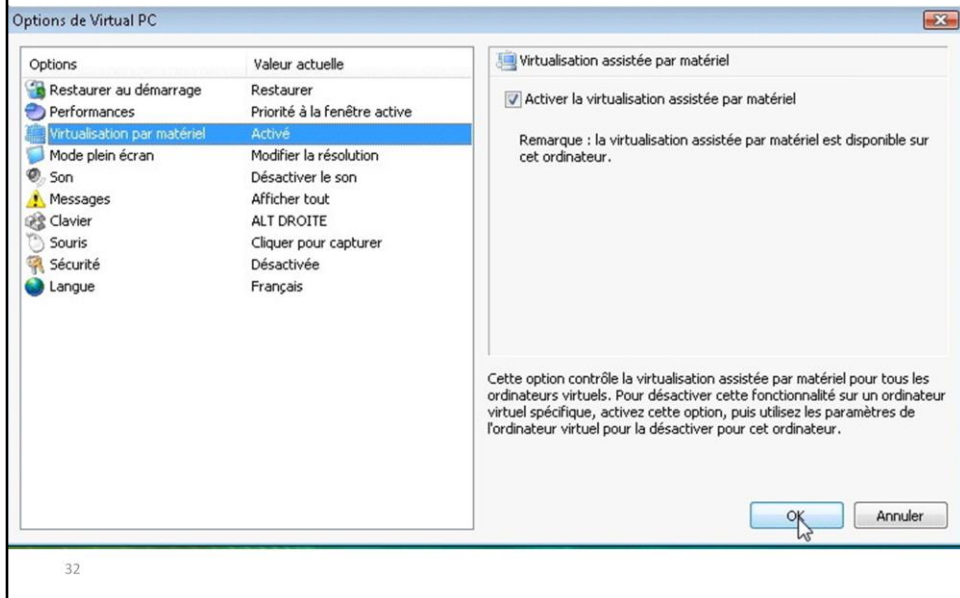 Options de Virtual PC
Options Valeur actuelle
Restaurer au démarrage Restaurer
Performances Priorité à la fenêtre active
Virtualisation par matériel Activé
Mode plein écran Modifier la résolution
Son Désactiver le son
Messages Afficher tout
Clavier ALT DROITE
Souris Cliquer pour capturer
Sécurité Désactivée
Langue Français
Virtualisation assistée par matériel
Activer la virtualisation assistée par matériel
Remarque : la virtualisation assistée par matériel est disponible sur
cet ordinateur.
Cette option contrôle la virtualisation assistée par matériel pour tous les
ordinateurs virtuels. Pour désactiver cette fonctionnalité sur un ordinateur
virtuel spécifique, activez cette option, puis utilisez les paramètres de
l'ordinateur virtuel pour la désactiver pour cet ordinateur.
OK Annuler
32